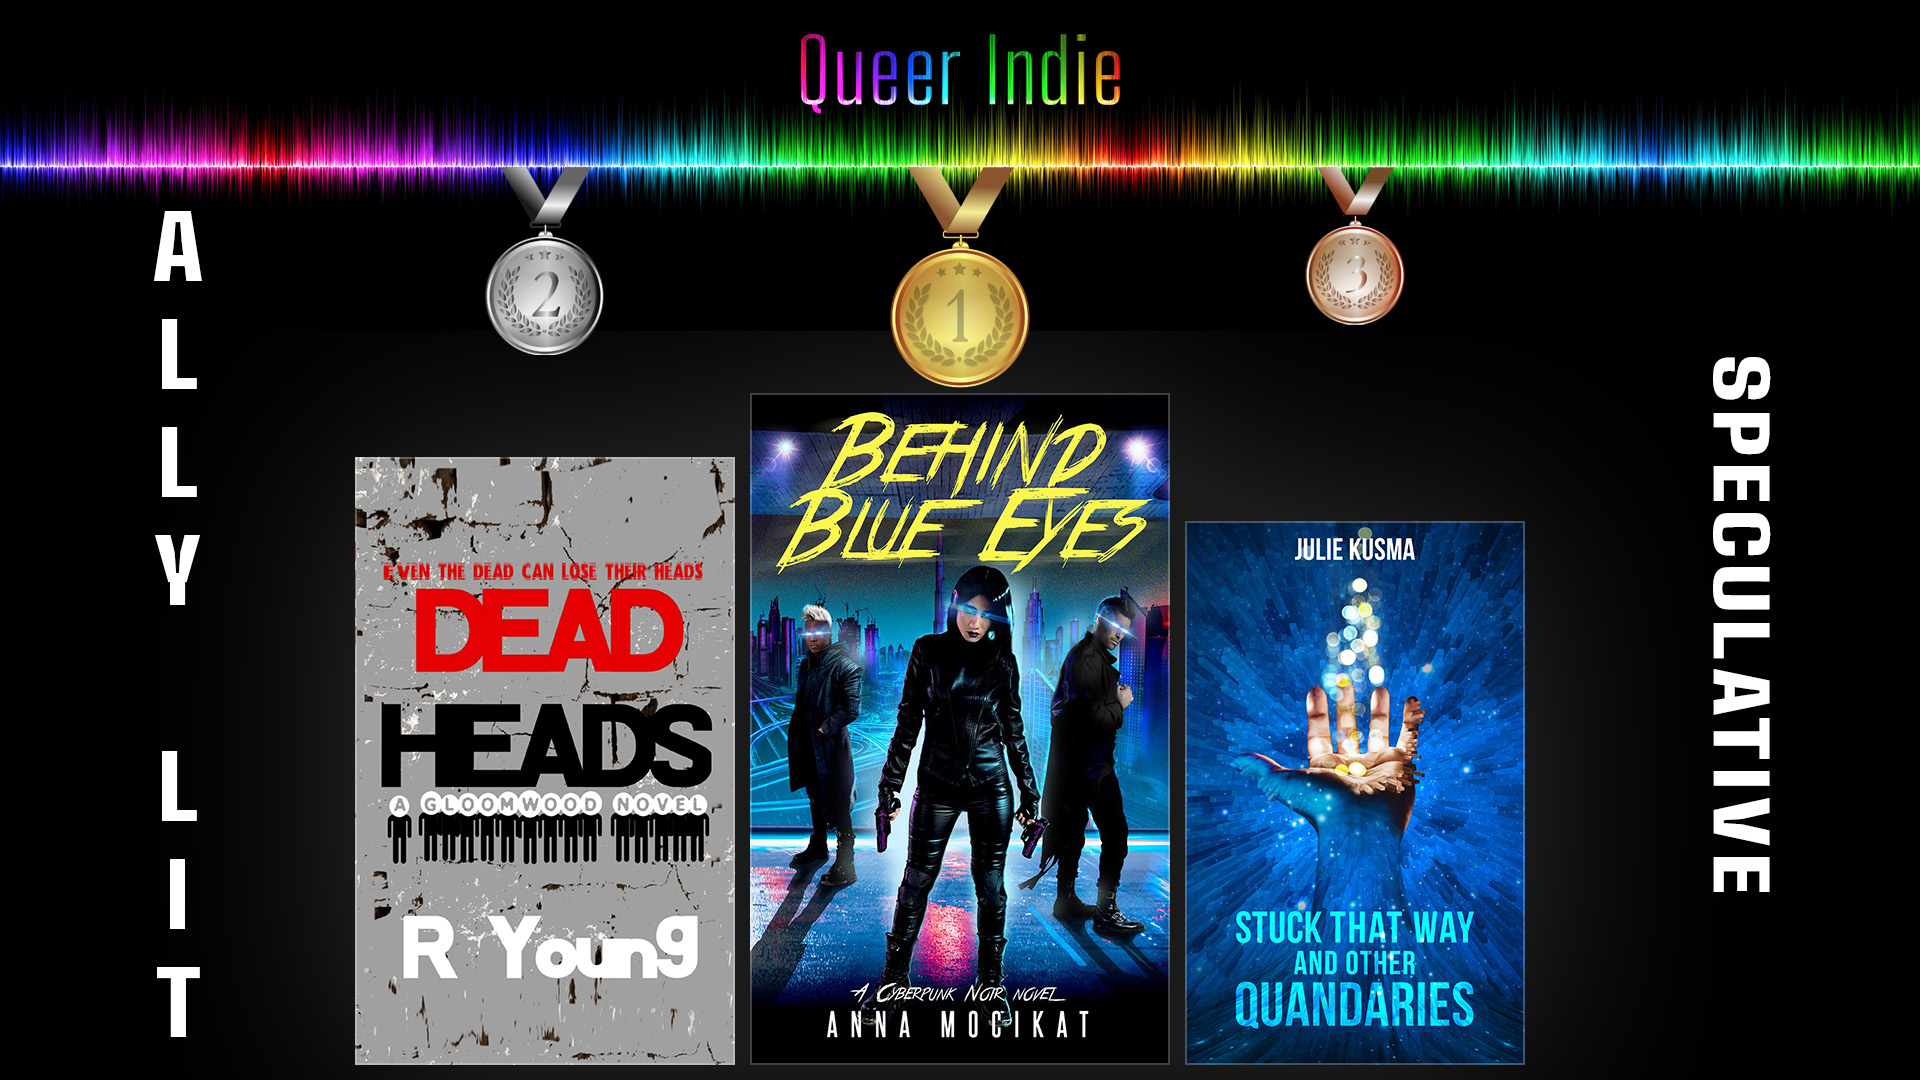 Queer Indie
ALLY LIT
2
1
3
SPECULATIVE
EVEN THE DEAD CAN LOSE THEIR HEADS
DEAD
HEADS
A GLOOMWOOD NOVEL
R Young
BEHIND
BLUE EYES
A CYBERPUNK NOIR NOVEL
ANNA MOCIKAT
JULIE KUSMA
STUCK THAT WAY
AND OTHER
QUANDARIES